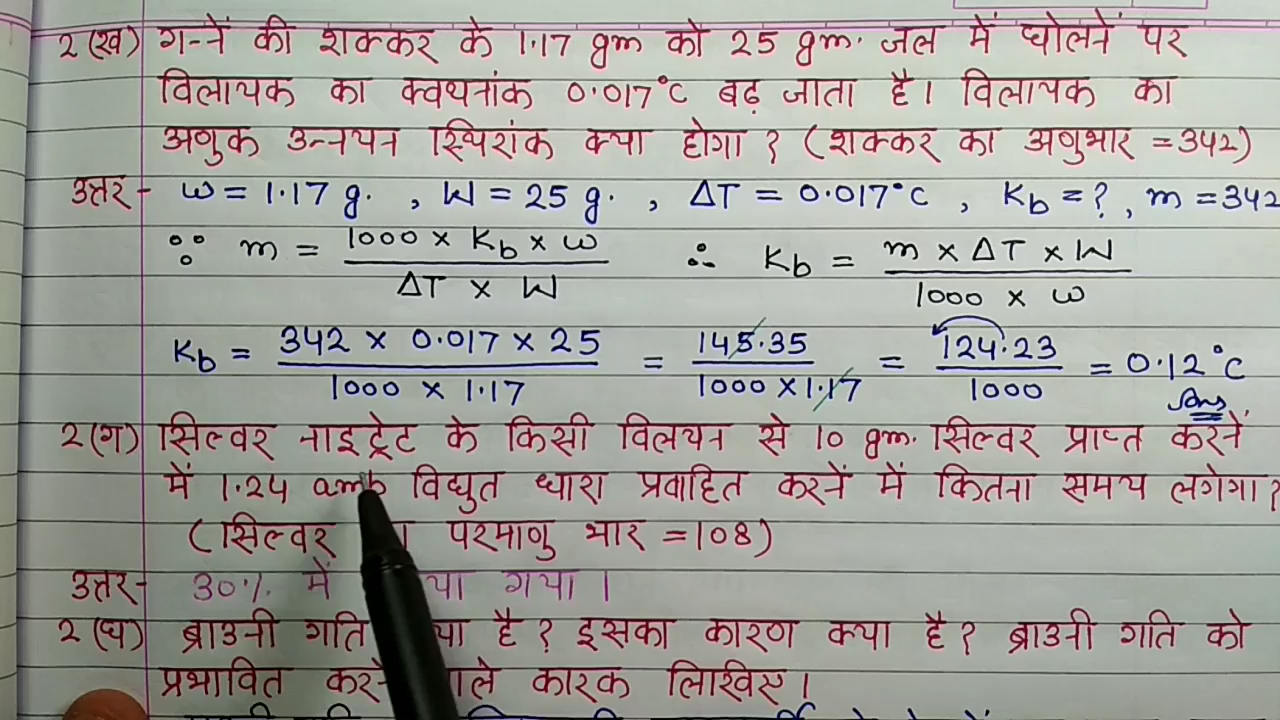 2(ख) गन्नें की शक्कर के 1.17 gm को 25 gm. जल में घोलनें पर
विलायक का क्वथनांक 0.017°C बढ़ जाता है। विलायक का
अणुक उन्नयन स्थिरांक क्या होगा ? (शक्कर का अणुभार = 342)
उत्तर- w = 1.17 g. , W = 25 g. , ΔT = 0.017°C , Kb = ? , m = 342
∵ m = (1000 × Kb × w) / (ΔT × W) ∴ Kb = (m × ΔT × W) / (1000 × w)
Kb = (342 × 0.017 × 25) / (1000 × 1.17) = 145.35 / (1000 × 1.17) = 124.23 / 1000 = 0.12°C
Ans
2(ग) सिल्वर नाइट्रेट के किसी विलयन से 10 gm. सिल्वर प्राप्त करनें
में 1.24 amp विद्युत धारा प्रवाहित करनें में कितना समय लगेगा?
(सिल्वर परमाणु भार = 108)
उत्तर- 30% में गया ।
2(घ) ब्राउनी गति है ? इसका कारण क्या है ? ब्राउनी गति को
प्रभावित कारक लिखिए।